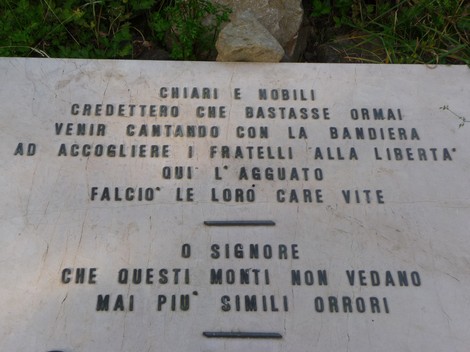 CHIARI E NOBILI
CREDETTERO CHE BASTASSE ORMAI
VENIR CANTANDO CON LA BANDIERA
AD ACCOGLIERE I FRATELLI ALLA LIBERTA'
QUI L'AGGUATO
FALCIO' LE LORO CARE VITE
O SIGNORE
CHE QUESTI MONTI NON VEDANO
MAI PIU' SIMILI ORRORI